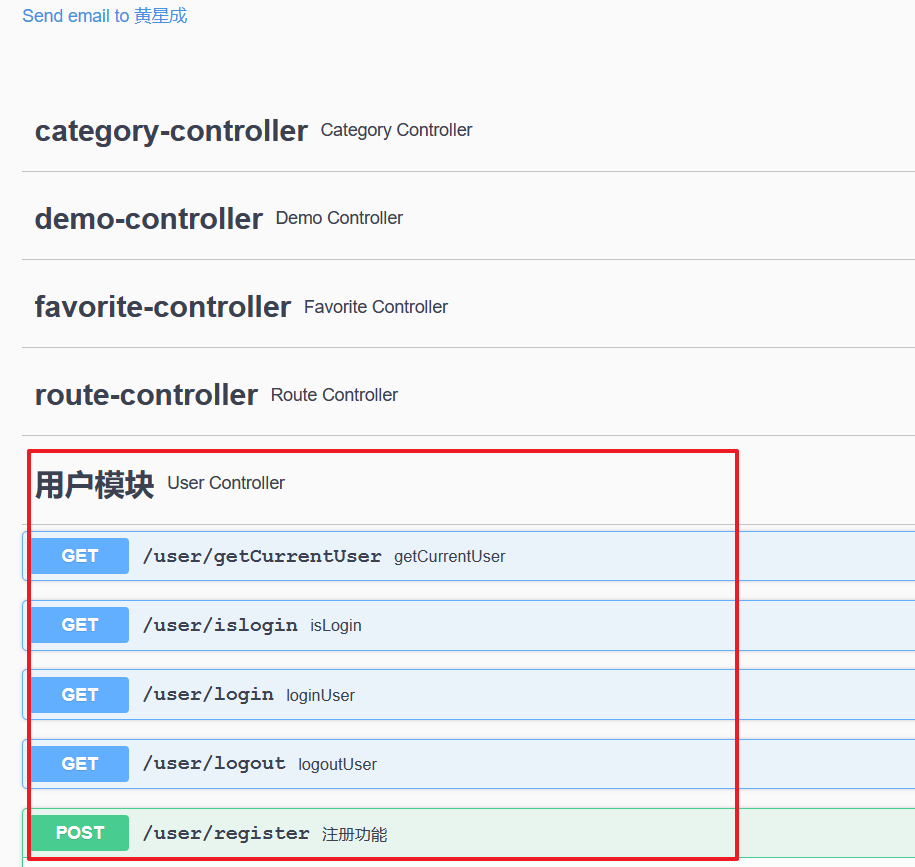 Send email to 黄星成
category-controller Category Controller
demo-controller Demo Controller
favorite-controller Favorite Controller
route-controller Route Controller
用户模块 User Controller
GET /user/getCurrentUser getCurrentUser
GET /user/islogin isLogin
GET /user/login loginUser
GET /user/logout logoutUser
POST /user/register 注册功能